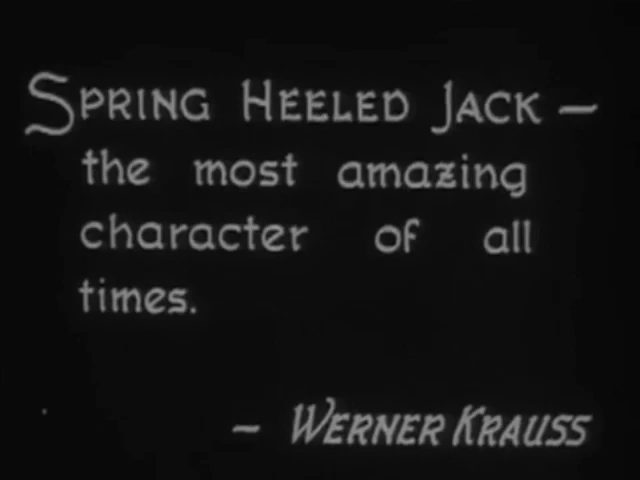 SPRING HEELED JACK —
the most amazing
character of all
times.
— WERNER KRAUSS